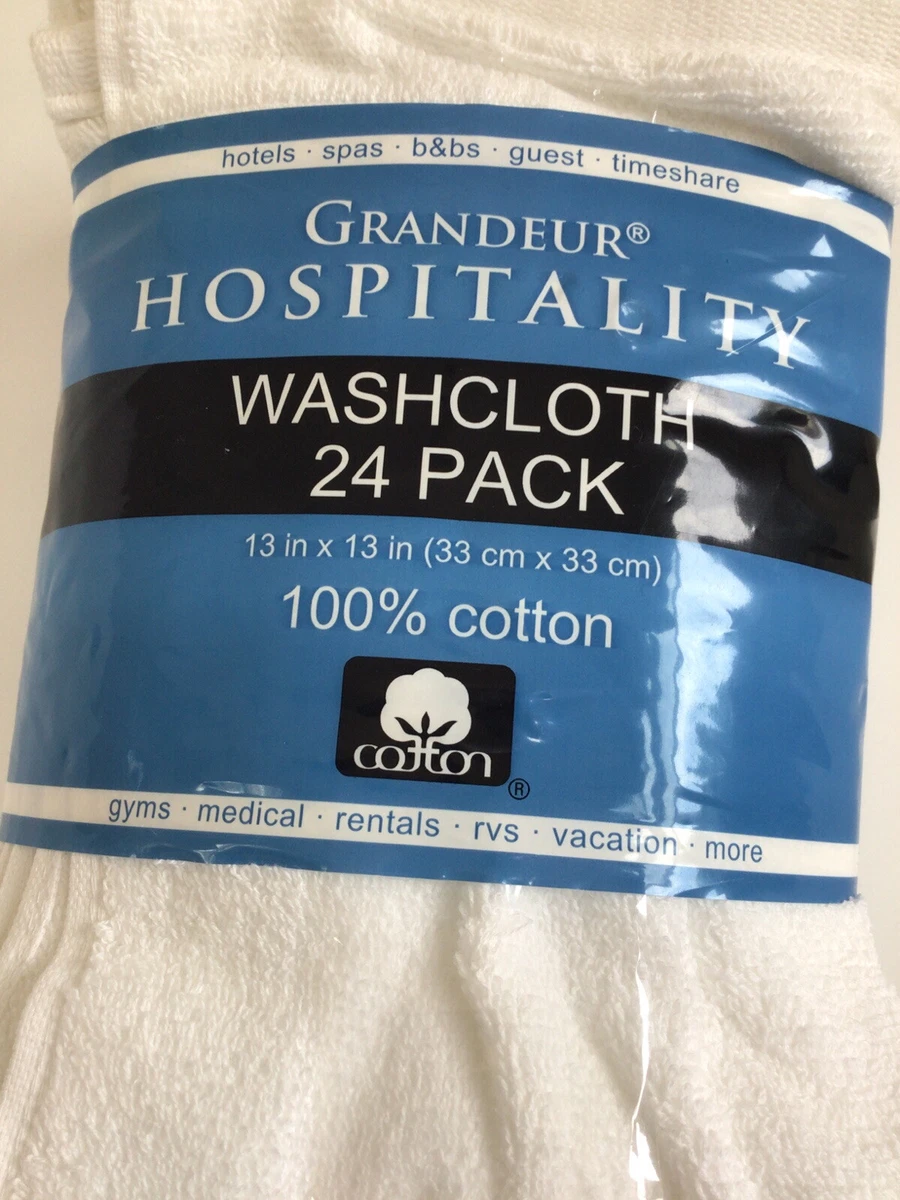 hotels · spas · b&bs · guest · timeshare
GRANDEUR®
HOSPITALITY
WASHCLOTH
24 PACK
13 in x 13 in (33 cm x 33 cm)
100% cotton
cotton
®
gyms · medical · rentals · rvs · vacation · more